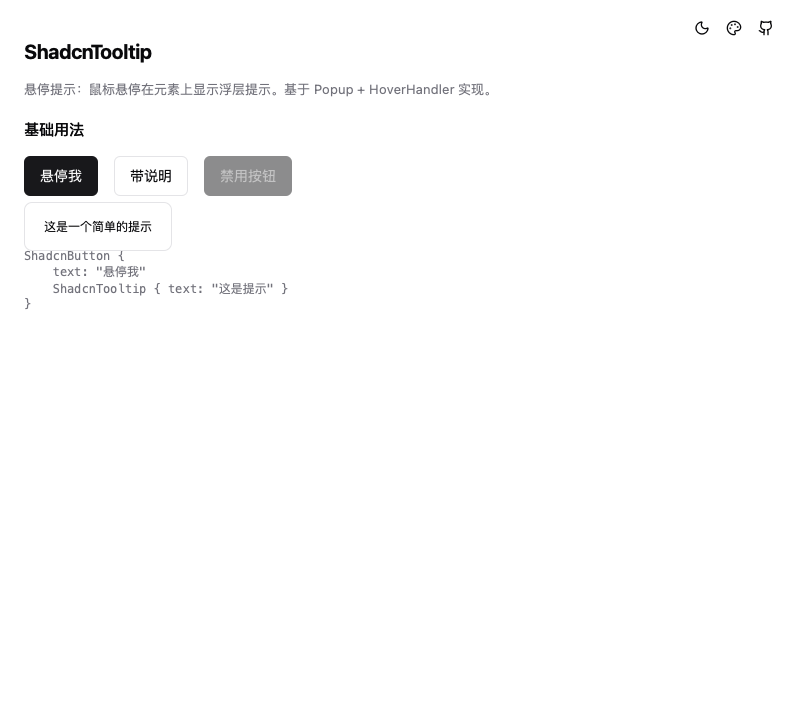 ShadcnTooltip
悬停提示：鼠标悬停在元素上显示浮层提示。基于 Popup + HoverHandler 实现。
基础用法
悬停我 带说明 禁用按钮
这是一个简单的提示
ShadcnButton {
    text: "悬停我"
    ShadcnTooltip { text: "这是提示" }
}